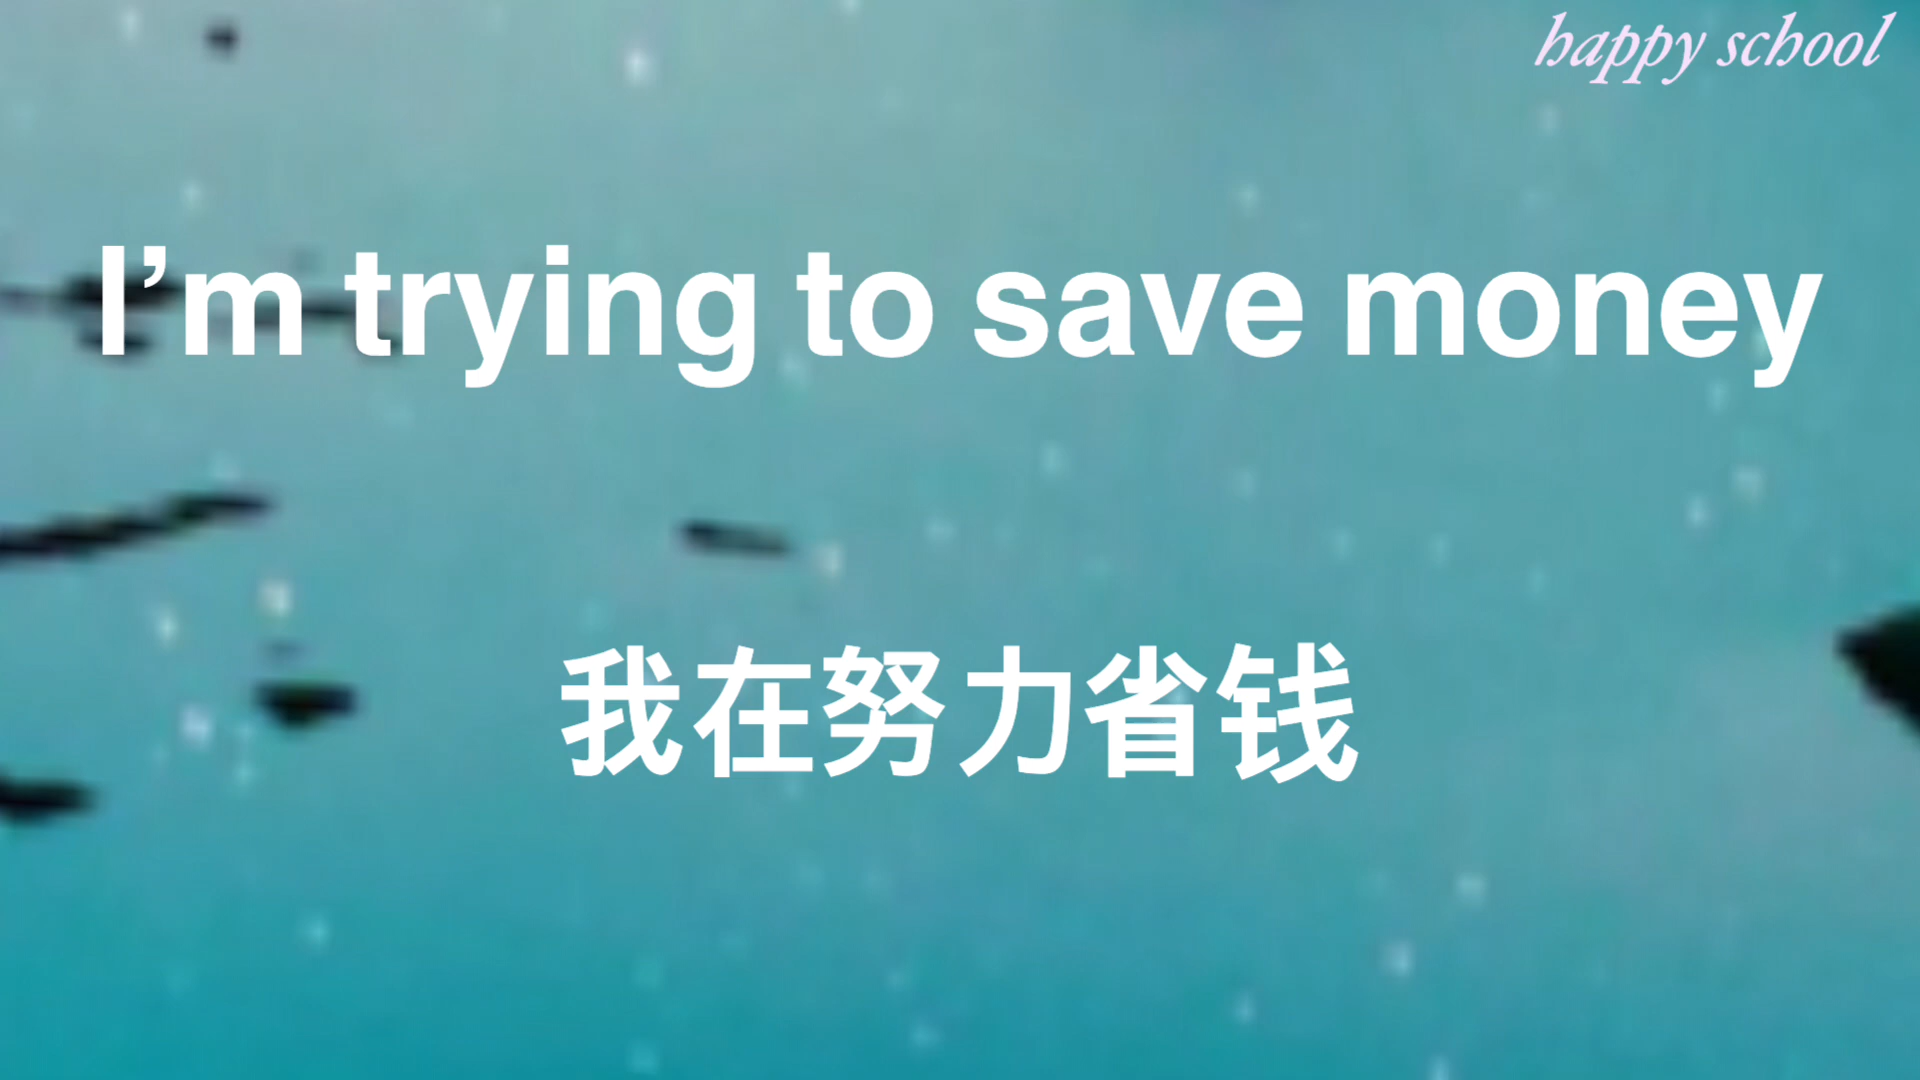 happy school
I’m trying to save money
我在努力省钱